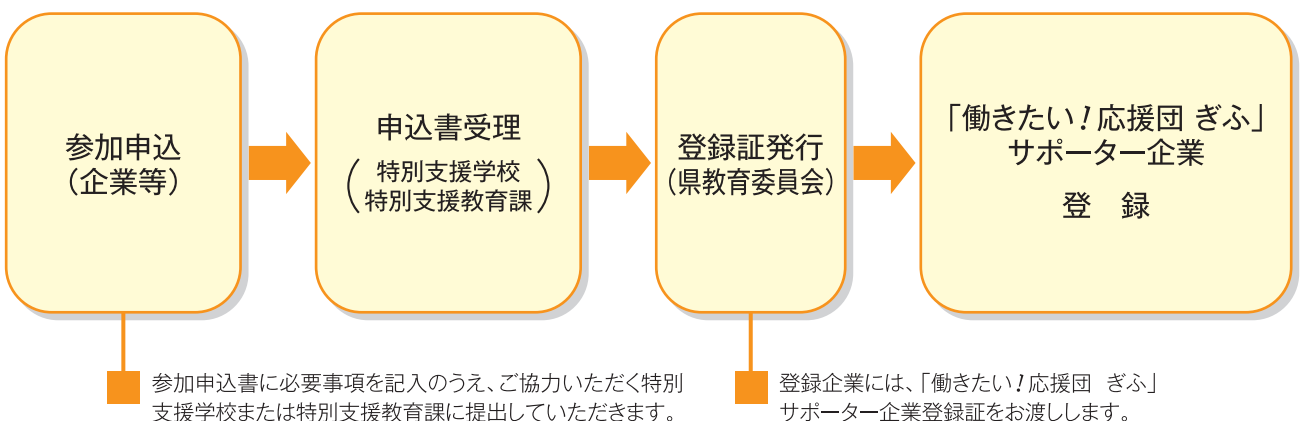 参加申込
（企業等）
申込書受理
特別支援学校
特別支援教育課
登録証発行
（県教育委員会）
「働きたい！応援団 ぎふ」
サポーター企業
登　録
参加申込書に必要事項を記入のうえ、ご協力いただく特別
支援学校または特別支援教育課に提出していただきます。
登録企業には、「働きたい！応援団　ぎふ」
サポーター企業登録証をお渡しします。